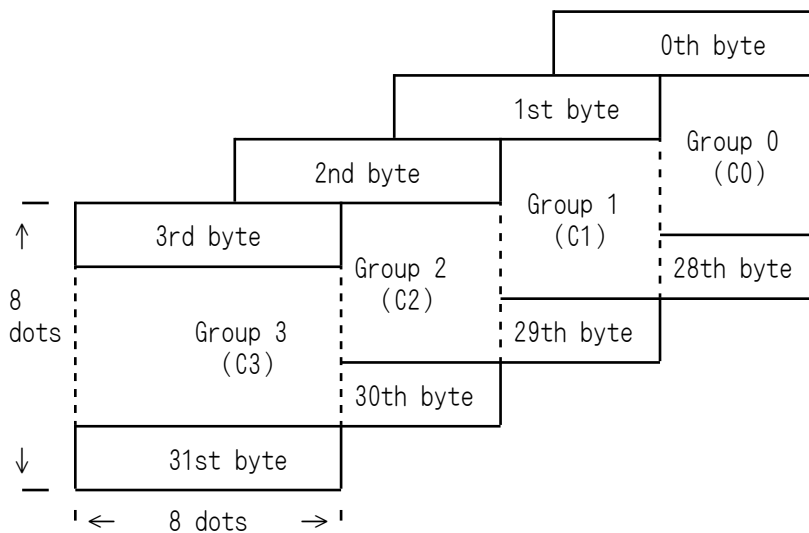 0th byte
1st byte
Group 0
(C0)
2nd byte
Group 1
(C1)
3rd byte
Group 2
(C2)
28th byte
8
dots
Group 3
(C3)
29th byte
30th byte
31st byte
8 dots